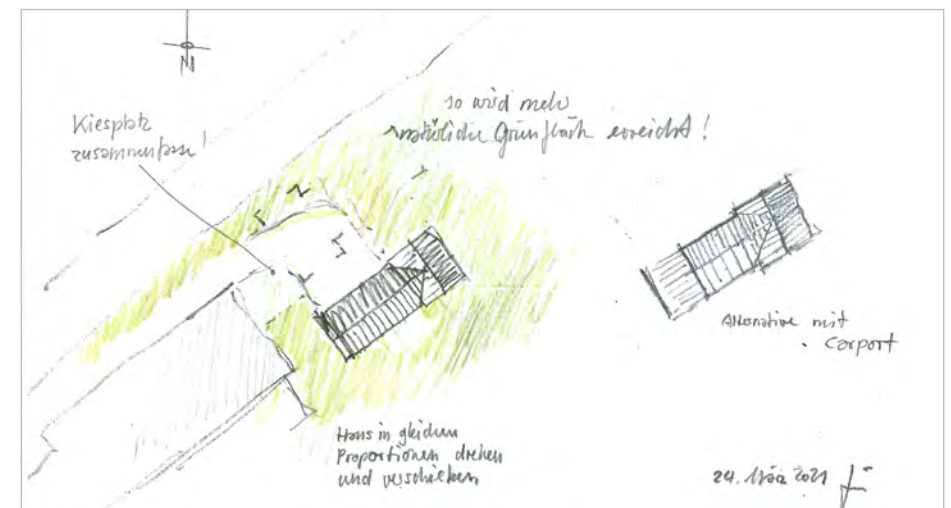 N
so wird mehr
natürliche Grünfläche erreicht!
Kiesplatz
zusammenfassen!
Alternative mit
Carport
Haus in gleichen
Proportionen drehen
und verschieben
24. März 2021